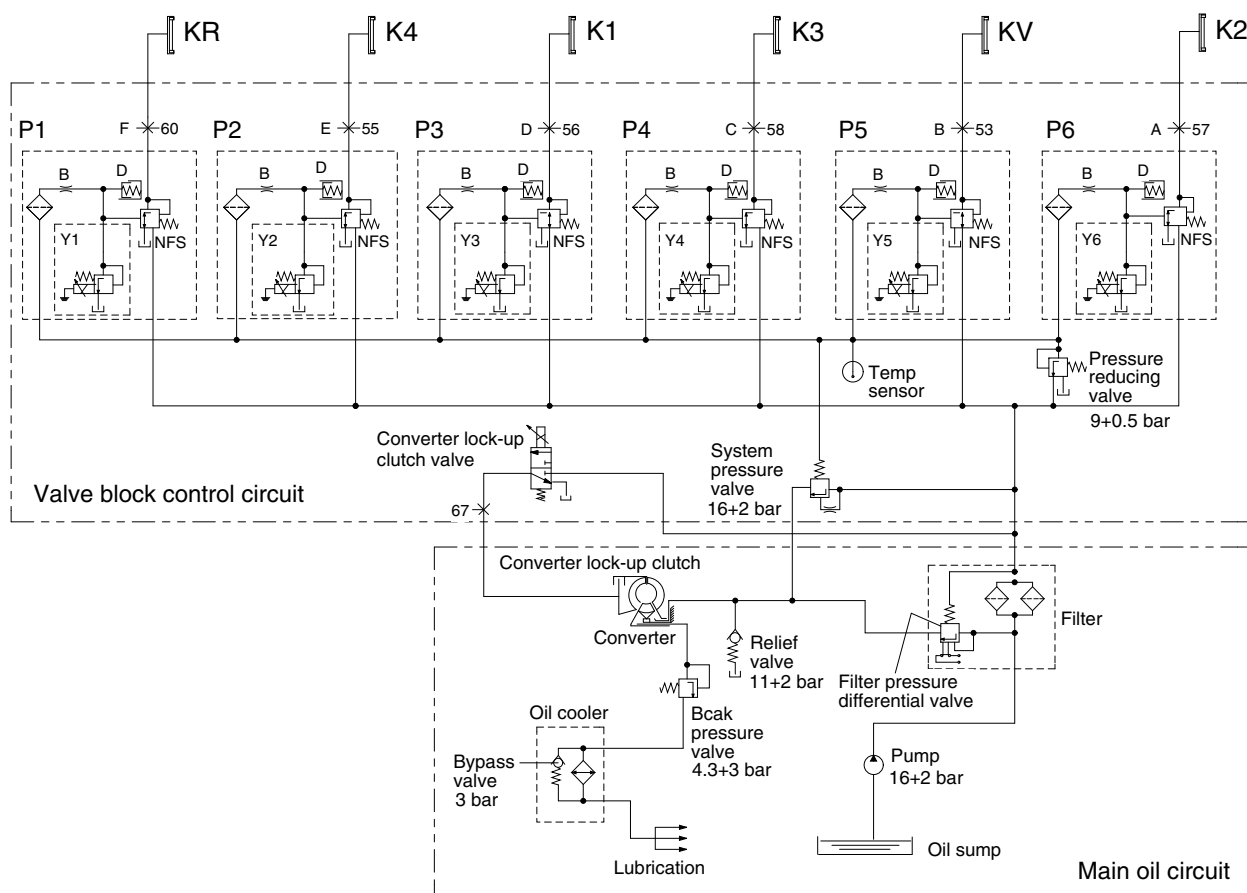 KR
K4
K1
K3
KV
K2
P1
F
60
P2
E
55
P3
D
56
P4
C
58
P5
B
53
P6
A
57
B
D
B
D
B
D
B
D
B
D
B
D
Y1
NFS
Y2
NFS
Y3
NFS
Y4
NFS
Y5
NFS
Y6
NFS
Temp
sensor
Pressure
reducing
valve
9+0.5 bar
Converter lock-up
clutch valve
System
pressure
valve
16+2 bar
Valve block control circuit
67
Converter lock-up clutch
Converter
Relief
valve
11+2 bar
Filter
Filter pressure
differential valve
Oil cooler
Bcak
pressure
valve
4.3+3 bar
Bypass
valve
3 bar
Pump
16+2 bar
Lubrication
Oil sump
Main oil circuit